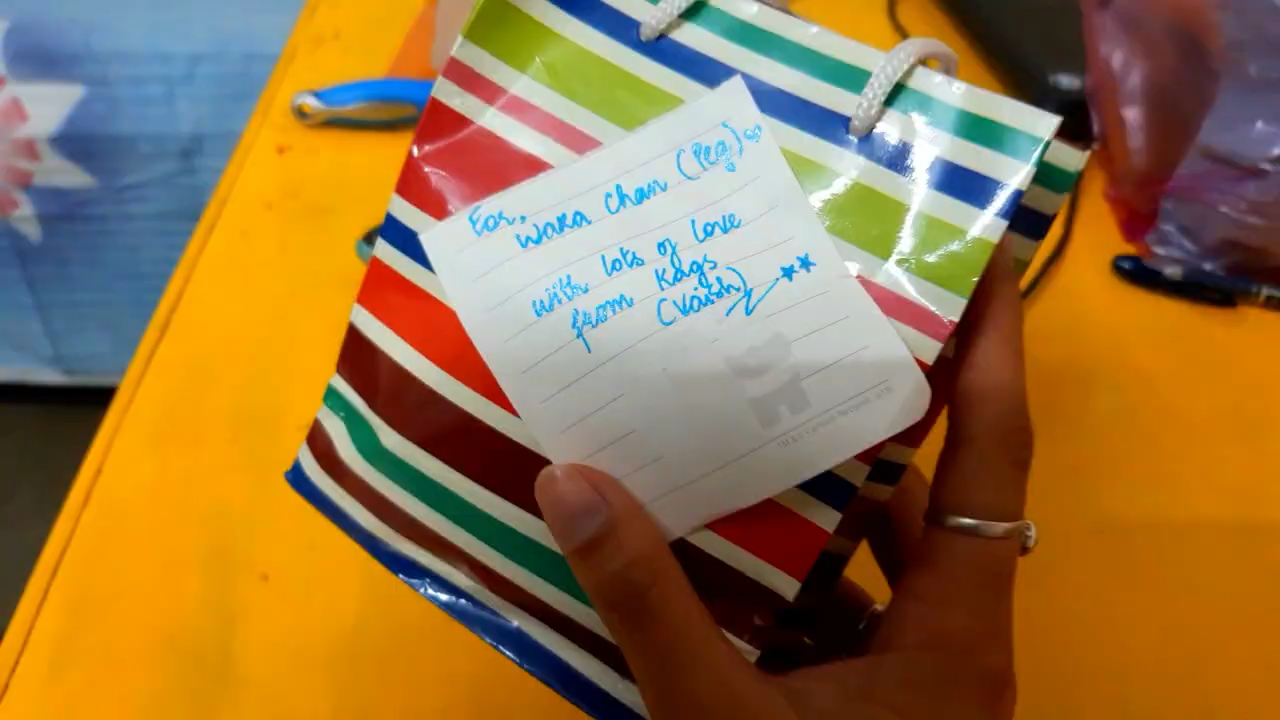 For,
Waka chan (Peg)♡
with lots of love
from Kags
(Vaish)